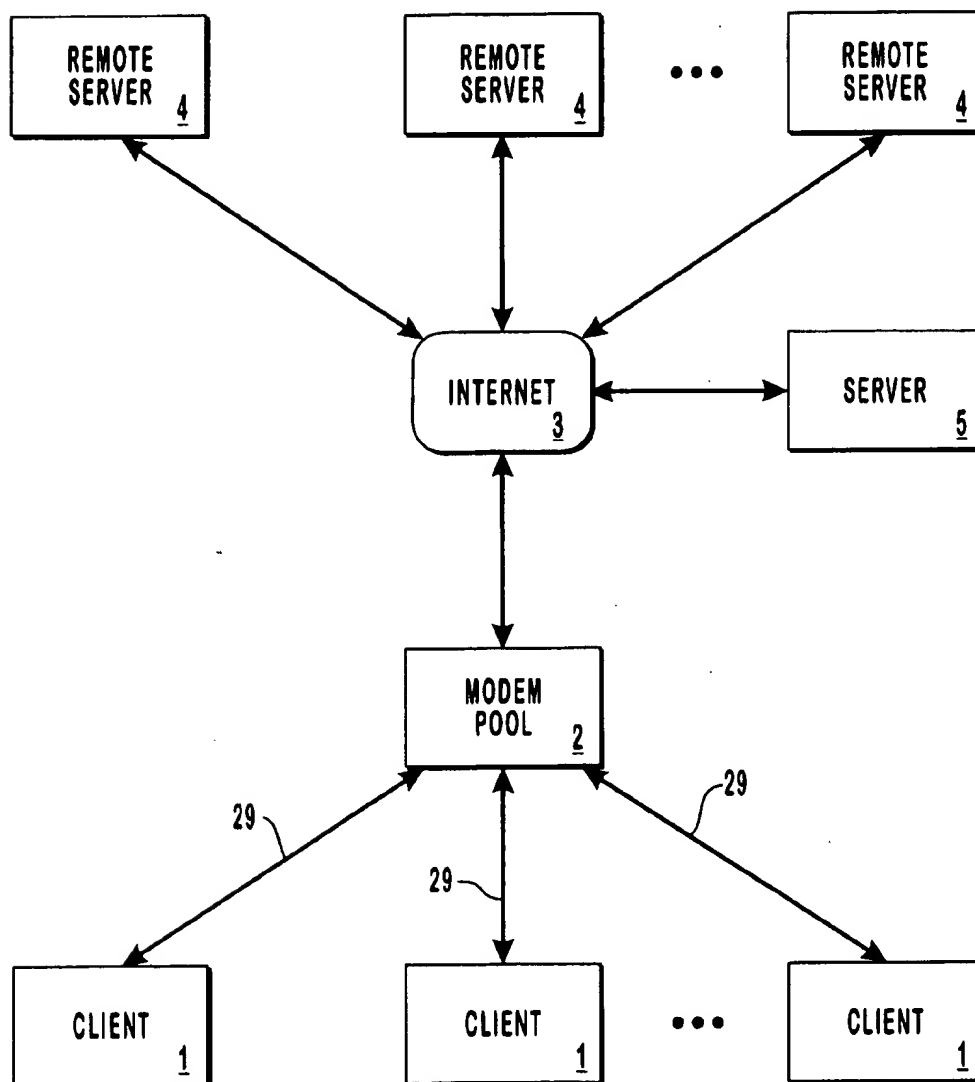 REMOTE
SERVER
4
REMOTE
SERVER
4
REMOTE
SERVER
4
INTERNET
3
SERVER
5
MODEM
POOL
2
29
29
29
CLIENT
1
CLIENT
1
CLIENT
1